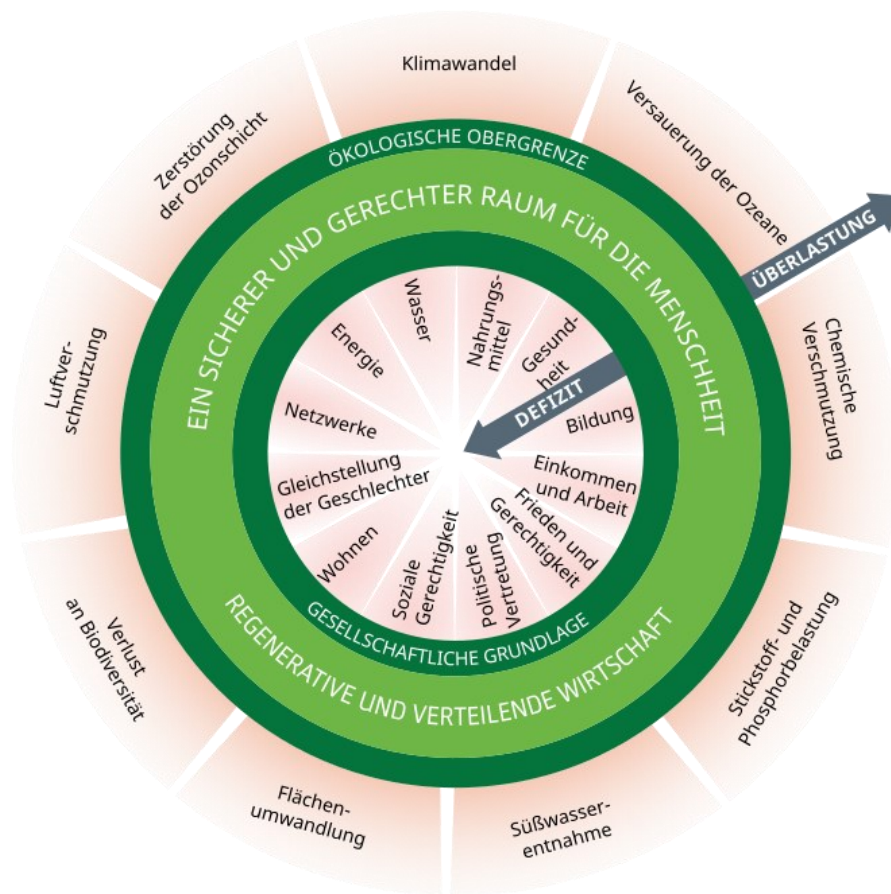 Klimawandel
Versauerung der Ozeane
ÜBERLASTUNG
Chemische
Verschmutzung
Stickstoff- und
Phosphorbelastung
Süßwasser-
entnahme
Flächen-
umwandlung
Verlust
an Biodiversität
Luftver-
schmutzung
Zerstörung
der Ozonschicht
ÖKOLOGISCHE OBERGRENZE
EIN SICHERER UND GERECHTER RAUM FÜR DIE MENSCHHEIT
Wasser
Nahrungs-
mittel
Gesund-
heit
DEFIZIT
Bildung
Einkommen
und Arbeit
Frieden und
Gerechtigkeit
Politische
Vertretung
Soziale
Gerechtigkeit
Wohnen
Gleichstellung
der Geschlechter
Netzwerke
Energie
GESELLSCHAFTLICHE GRUNDLAGE
REGENERATIVE UND VERTEILENDE WIRTSCHAFT